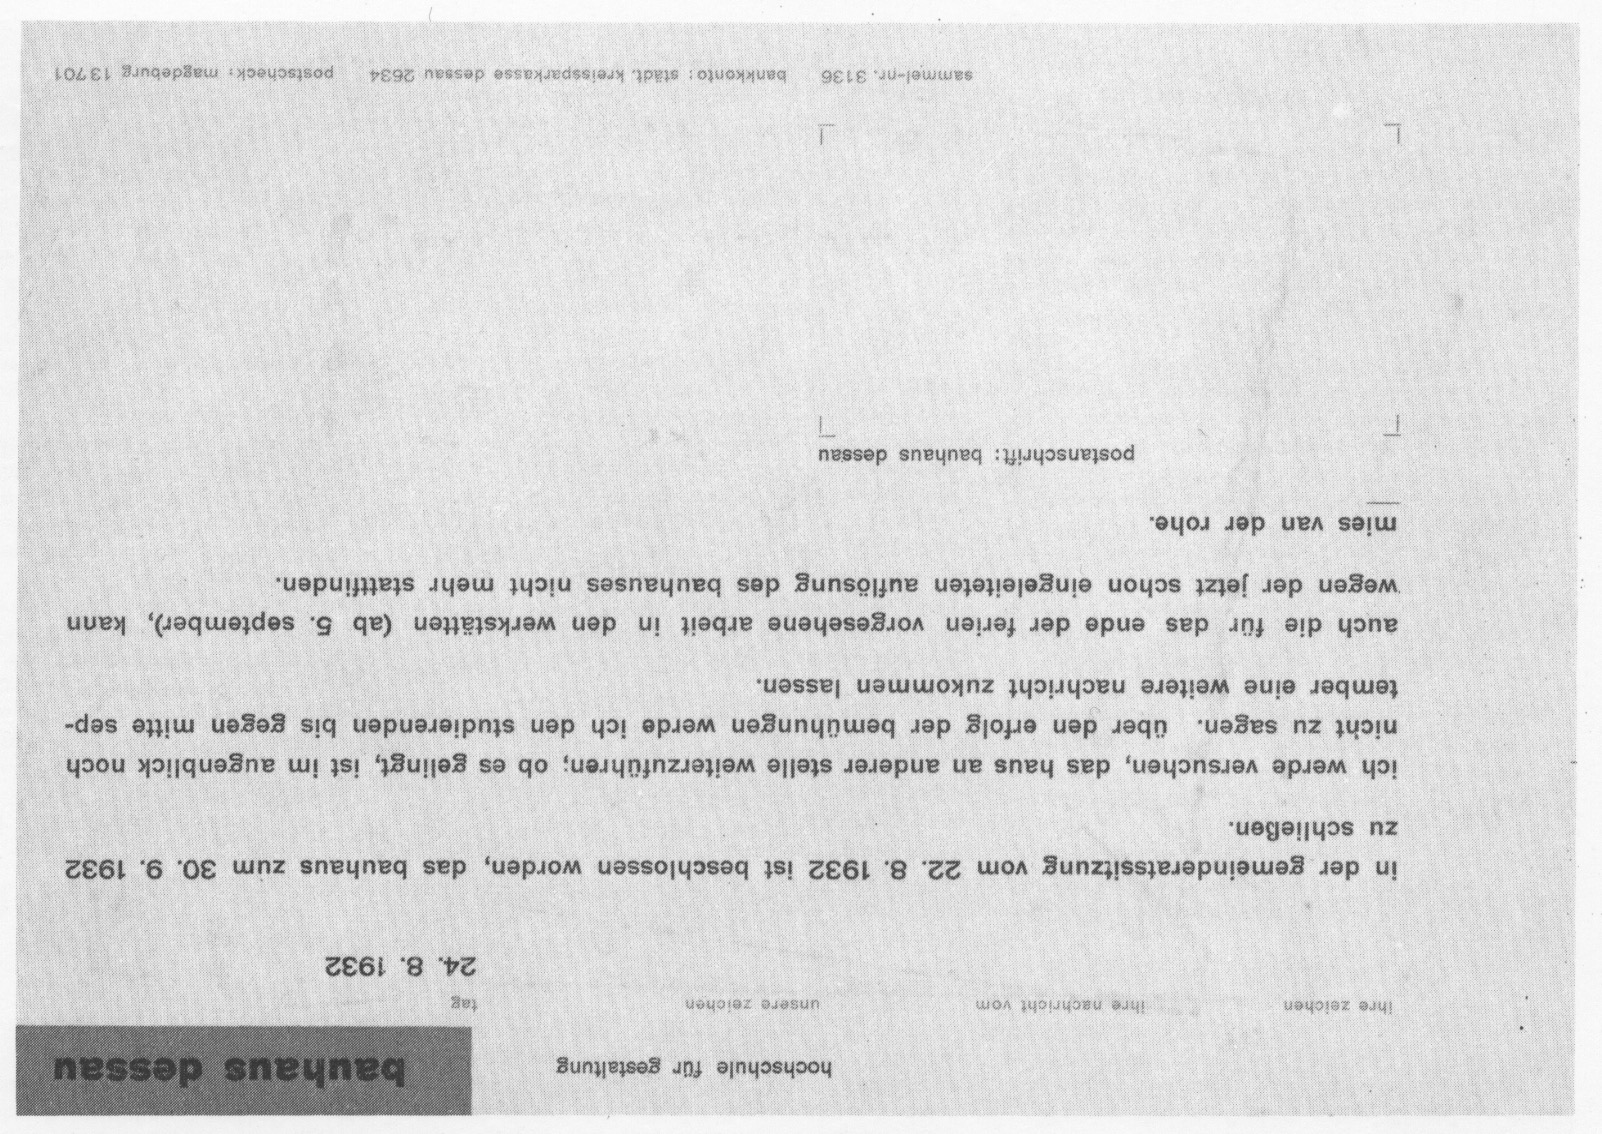 hochschule für gestaltung bauhaus dessau
ihre zeichen ihre nachricht vom unsere zeichen tag
24. 8. 1932
in der gemeinderatssitzung vom 22. 8. 1932 ist beschlossen worden, das bauhaus zum 30. 9. 1932
zu schließen.
ich werde versuchen, das haus an anderer stelle weiterzuführen; ob es gelingt, ist im augenblick noch
nicht zu sagen. über den erfolg der bemühungen werde ich den studierenden bis gegen mitte sep-
tember eine weitere nachricht zukommen lassen.
auch die für das ende der ferien vorgesehene arbeit in den werkstätten (ab 5. september), kann
wegen der jetzt schon eingeleiteten auflösung des bauhauses nicht mehr stattfinden.
mies van der rohe.
postanschrift: bauhaus dessau
sammel-nr. 3136 bankkonto: städt. kreissparkasse dessau 2634 postscheck: magdeburg 13701